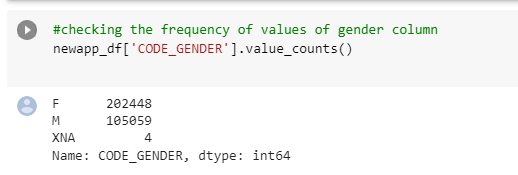 #checking the frequency of values of gender column
newapp_df['CODE_GENDER'].value_counts()
F 202448
M 105059
XNA 4
Name: CODE_GENDER, dtype: int64